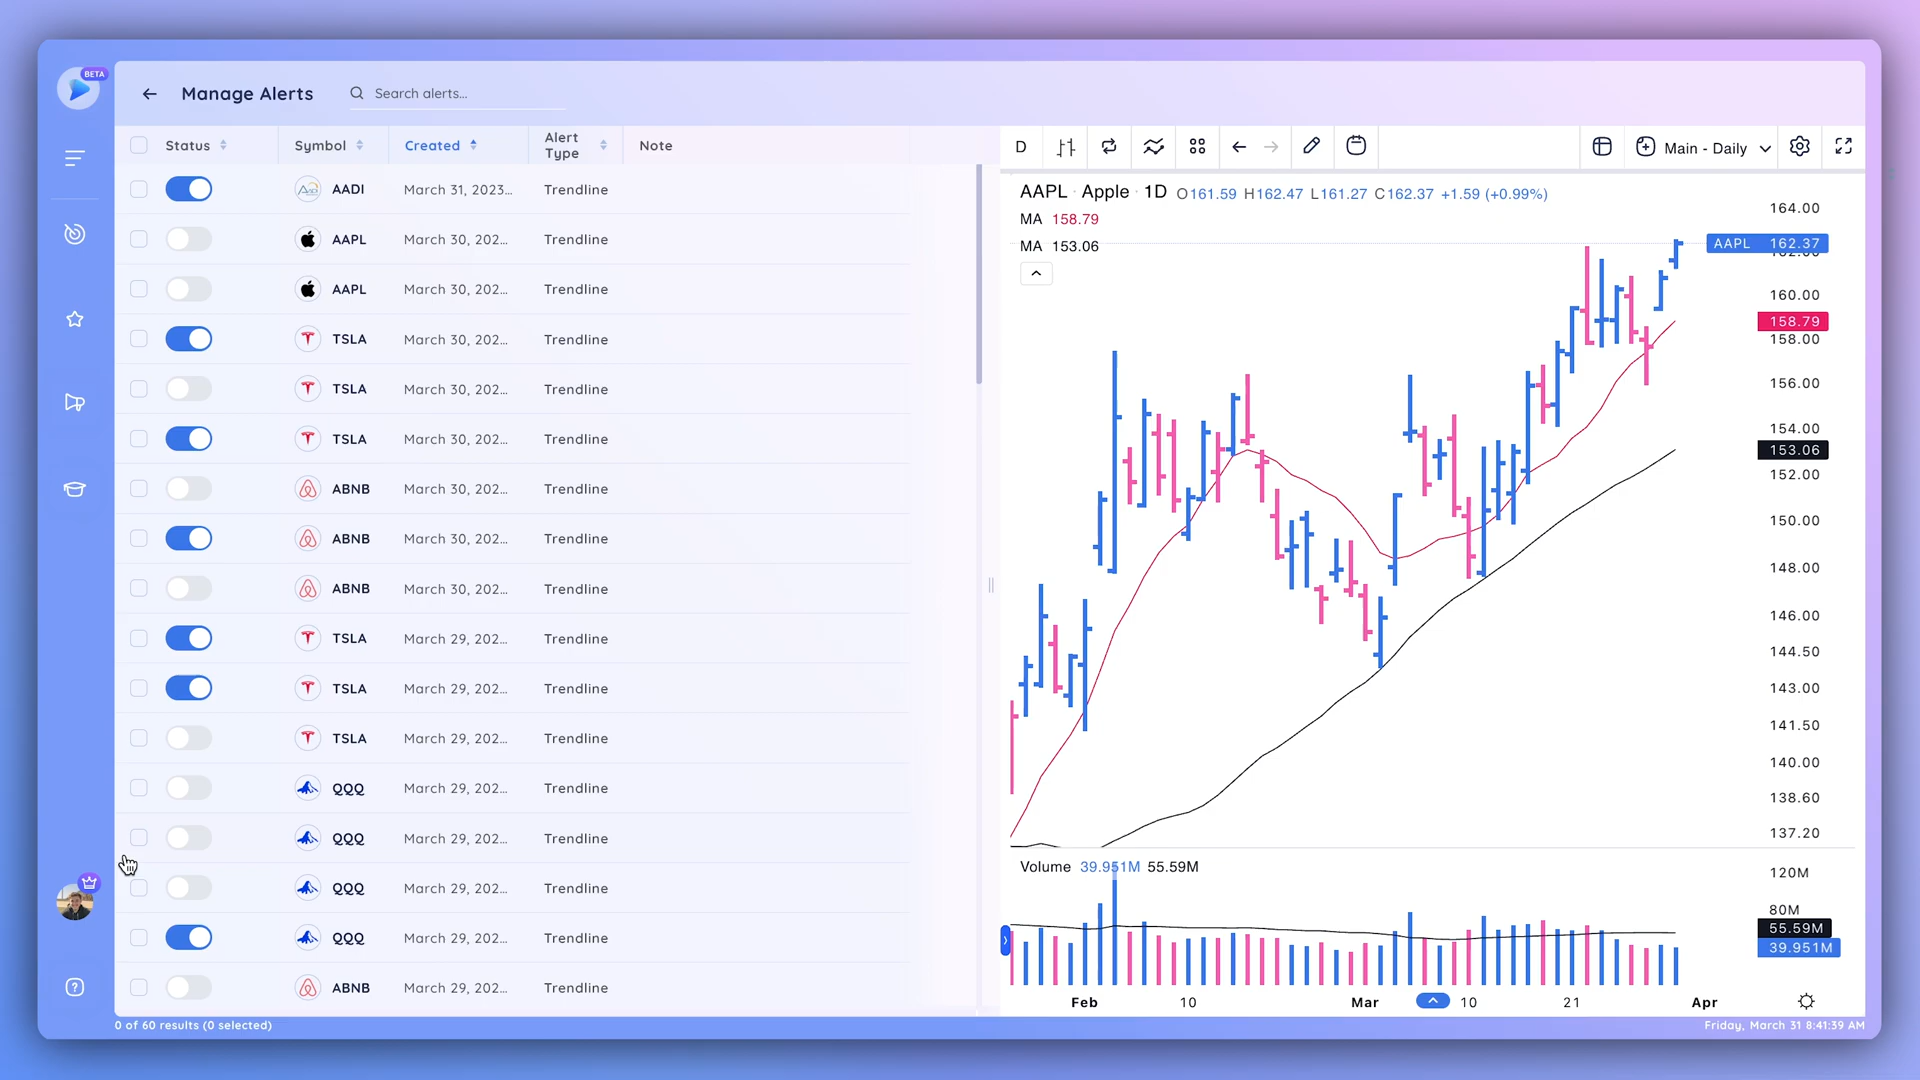 BETA
Manage Alerts
Search alerts...
Status Symbol Created Alert Type Note
AADI March 31, 2023... Trendline
AAPL March 30, 202... Trendline
AAPL March 30, 202... Trendline
TSLA March 30, 202... Trendline
TSLA March 30, 202... Trendline
TSLA March 30, 202... Trendline
ABNB March 30, 202... Trendline
ABNB March 30, 202... Trendline
ABNB March 30, 202... Trendline
TSLA March 29, 202... Trendline
TSLA March 29, 202... Trendline
TSLA March 29, 202... Trendline
QQQ March 29, 202... Trendline
QQQ March 29, 202... Trendline
QQQ March 29, 202... Trendline
QQQ March 29, 202... Trendline
ABNB March 29, 202... Trendline
0 of 60 results (0 selected)
D Main - Daily
AAPL · Apple · 1D O161.59 H162.47 L161.27 C162.37 +1.59 (+0.99%)
MA 158.79
MA 153.06
164.00
AAPL 162.37
160.00
158.79
158.00
156.00
154.00
153.06
152.00
150.00
148.00
146.00
144.50
143.00
141.50
140.00
138.60
137.20
Volume 39.951M 55.59M
120M
80M
55.59M
39.951M
Feb 10 Mar 10 21 Apr
Friday, March 31 8:41:39 AM